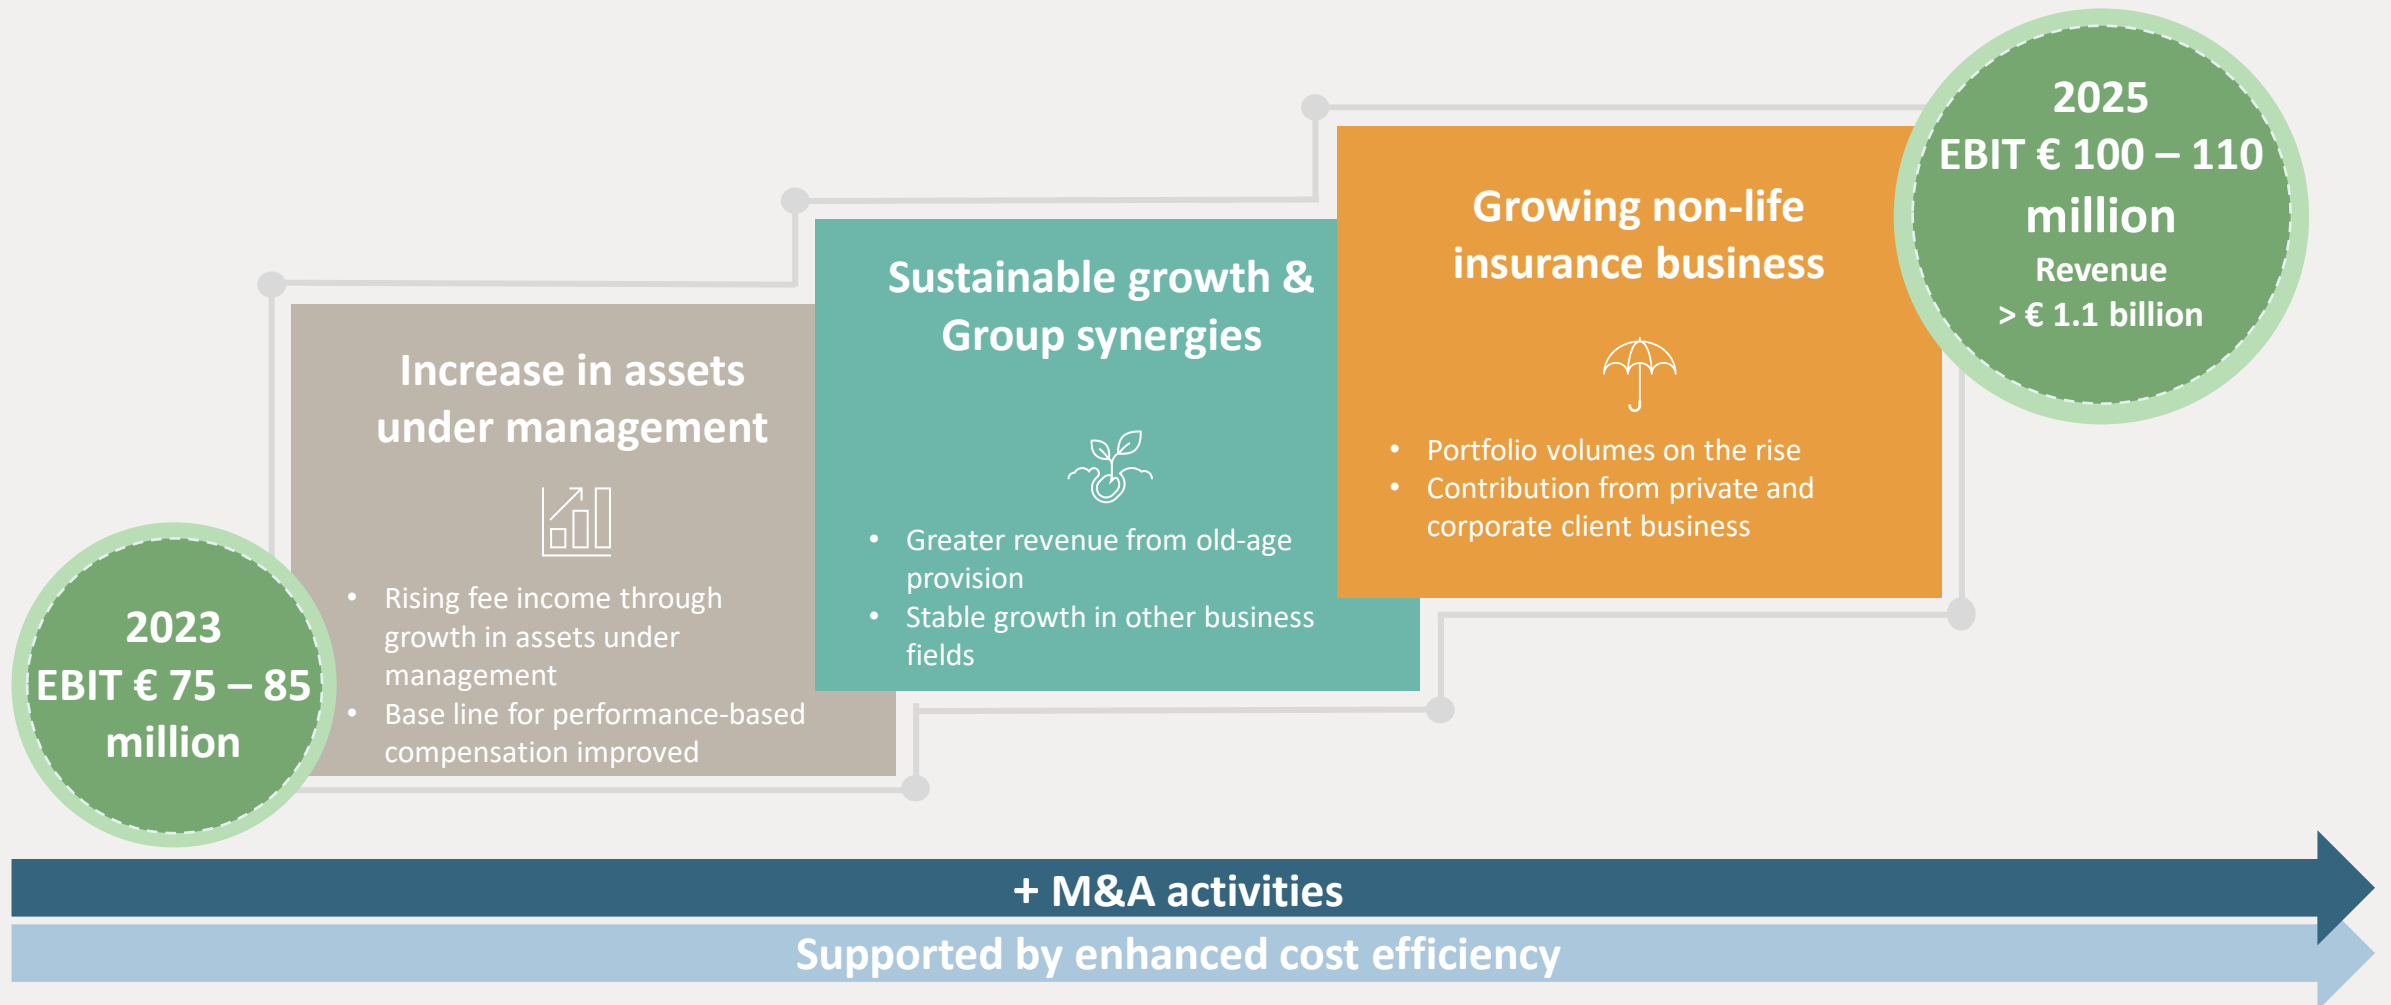 2023
EBIT € 75 – 85
million
Increase in assets
under management
• Rising fee income through
growth in assets under
management
• Base line for performance-based
compensation improved
Sustainable growth &
Group synergies
• Greater revenue from old-age
provision
• Stable growth in other business
fields
Growing non-life
insurance business
• Portfolio volumes on the rise
• Contribution from private and
corporate client business
2025
EBIT € 100 – 110
million
Revenue
> € 1.1 billion
+ M&A activities
Supported by enhanced cost efficiency